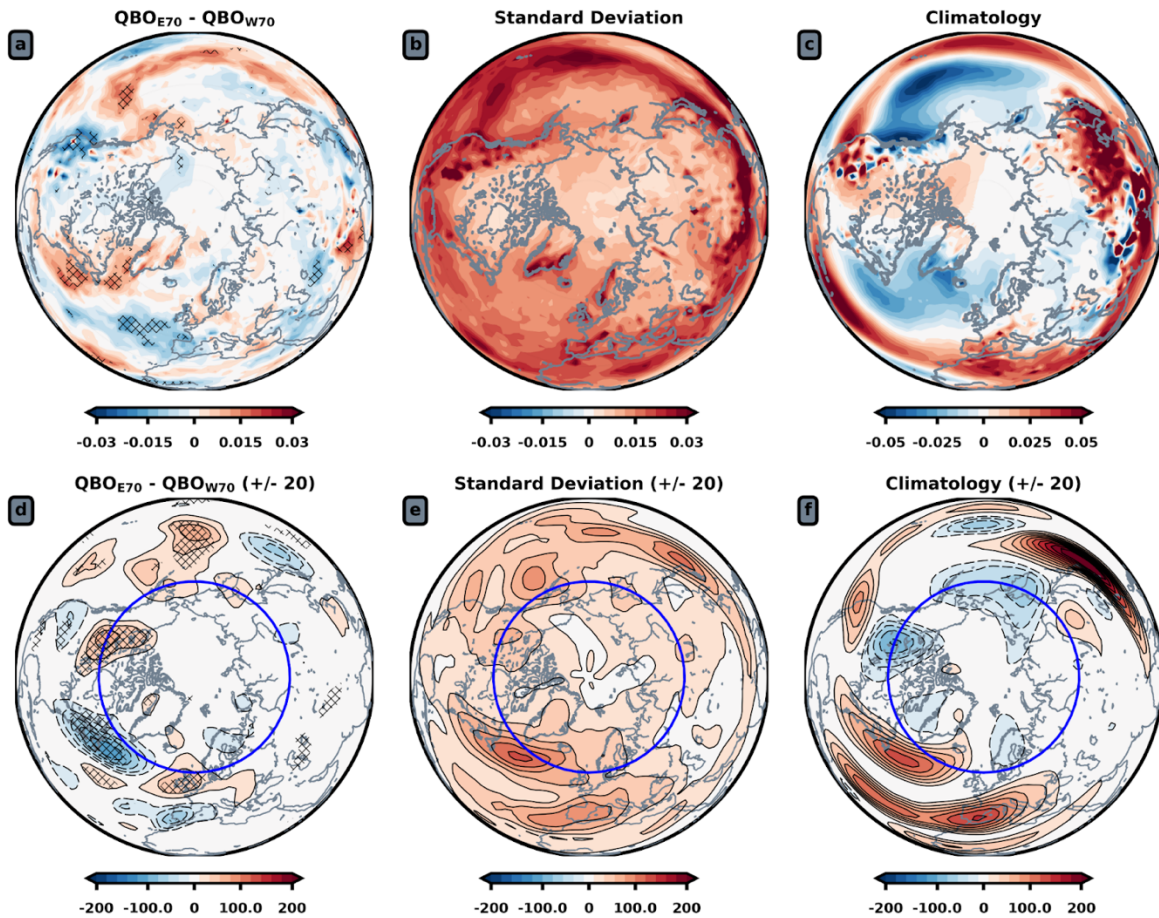 QBOE70 - QBOW70
Standard Deviation
Climatology
a
b
c
-0.03 -0.015 0 0.015 0.03
-0.03 -0.015 0 0.015 0.03
-0.05 -0.025 0 0.025 0.05
QBOE70 - QBOW70 (+/- 20)
Standard Deviation (+/- 20)
Climatology (+/- 20)
d
e
f
-200 -100.0 0 100.0 200
-200 -100.0 0 100.0 200
-200 -100.0 0 100.0 200